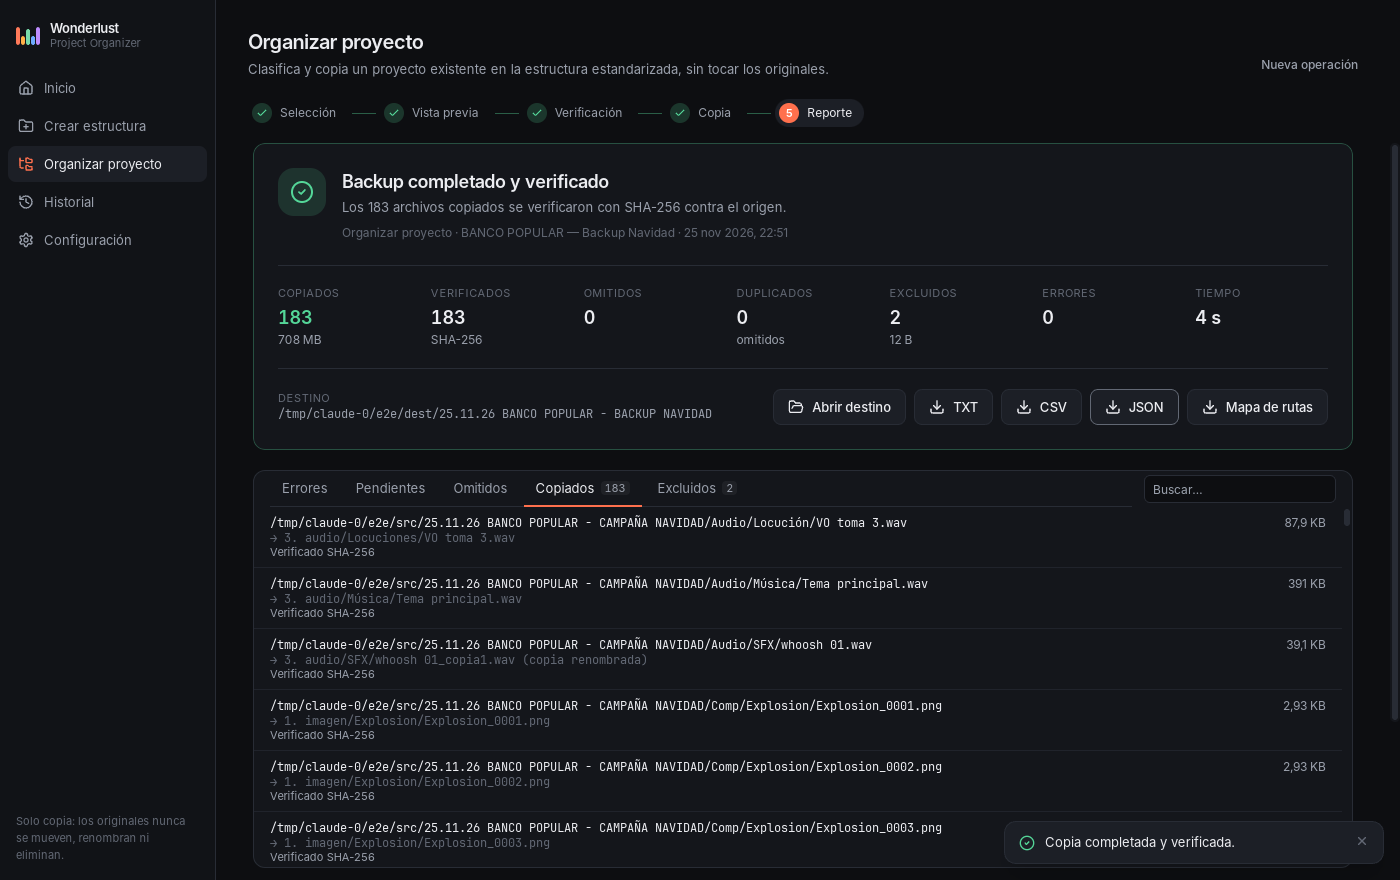 Wonderlust
Project Organizer
Inicio
Crear estructura
Organizar proyecto
Historial
Configuración
Solo copia: los originales nunca
se mueven, renombran ni
eliminan.
Organizar proyecto
Clasifica y copia un proyecto existente en la estructura estandarizada, sin tocar los originales.
Nueva operación
Selección
Vista previa
Verificación
Copia
5 Reporte
Backup completado y verificado
Los 183 archivos copiados se verificaron con SHA-256 contra el origen.
Organizar proyecto · BANCO POPULAR — Backup Navidad · 25 nov 2026, 22:51
COPIADOS
183
708 MB
VERIFICADOS
183
SHA-256
OMITIDOS
0
DUPLICADOS
0
omitidos
EXCLUIDOS
2
12 B
ERRORES
0
TIEMPO
4 s
DESTINO
/tmp/claude-0/e2e/dest/25.11.26 BANCO POPULAR - BACKUP NAVIDAD
Abrir destino
TXT
CSV
JSON
Mapa de rutas
Errores
Pendientes
Omitidos
Copiados 183
Excluidos 2
Buscar...
/tmp/claude-0/e2e/src/25.11.26 BANCO POPULAR - CAMPAÑA NAVIDAD/Audio/Locución/VO toma 3.wav 87,9 KB
→ 3. audio/Locuciones/VO toma 3.wav
Verificado SHA-256
/tmp/claude-0/e2e/src/25.11.26 BANCO POPULAR - CAMPAÑA NAVIDAD/Audio/Música/Tema principal.wav 391 KB
→ 3. audio/Música/Tema principal.wav
Verificado SHA-256
/tmp/claude-0/e2e/src/25.11.26 BANCO POPULAR - CAMPAÑA NAVIDAD/Audio/SFX/whoosh 01.wav 39,1 KB
→ 3. audio/SFX/whoosh 01_copia1.wav (copia renombrada)
Verificado SHA-256
/tmp/claude-0/e2e/src/25.11.26 BANCO POPULAR - CAMPAÑA NAVIDAD/Comp/Explosion/Explosion_0001.png 2,93 KB
→ 1. imagen/Explosion/Explosion_0001.png
Verificado SHA-256
/tmp/claude-0/e2e/src/25.11.26 BANCO POPULAR - CAMPAÑA NAVIDAD/Comp/Explosion/Explosion_0002.png 2,93 KB
→ 1. imagen/Explosion/Explosion_0002.png
Verificado SHA-256
/tmp/claude-0/e2e/src/25.11.26 BANCO POPULAR - CAMPAÑA NAVIDAD/Comp/Explosion/Explosion_0003.png
→ 1. imagen/Explosion/Explosion_0003.png
Verificado SHA-256
Copia completada y verificada.